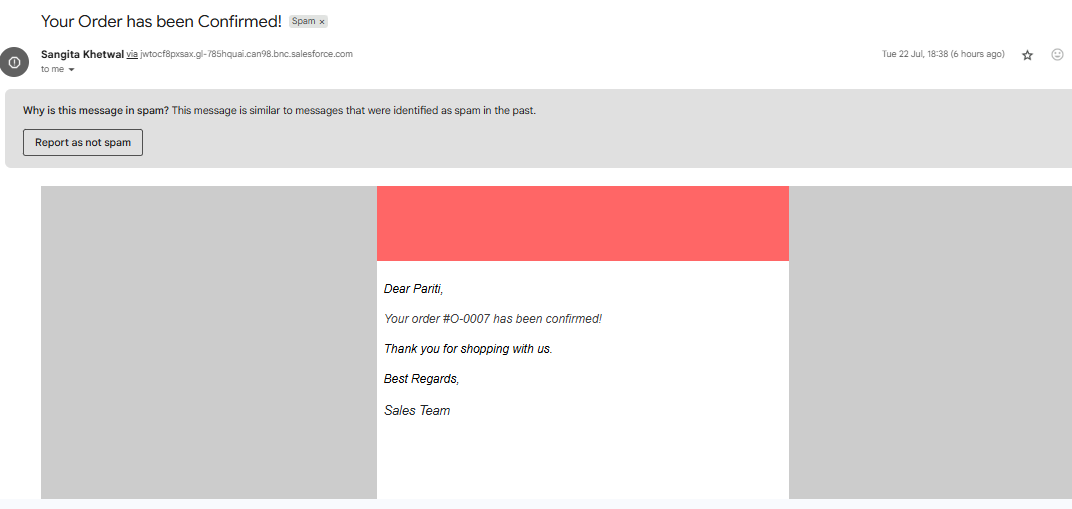 Your Order has been Confirmed! Spam x
Sangita Khetwal via jwtocf8pxsax.gl-785hquai.can98.bnc.salesforce.com Tue 22 Jul, 18:38 (6 hours ago)
to me
Why is this message in spam? This message is similar to messages that were identified as spam in the past.
Report as not spam
Dear Pariti,
Your order #O-0007 has been confirmed!
Thank you for shopping with us.
Best Regards,
Sales Team